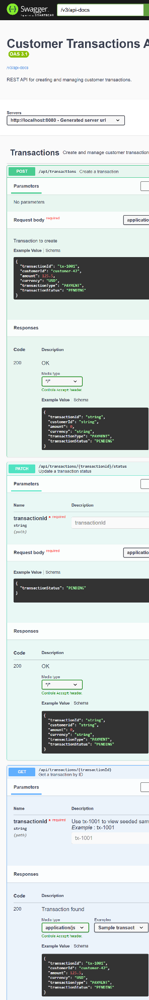 Swagger.
Supported by SMARTBEAR
/v3/api-docs
Customer Transactions A
OAS 3.1
/v3/api-docs
REST API for creating and managing customer transactions.
Servers
http://localhost:8080 - Generated server url
Transactions Create and manage customer transaction
POST /api/transactions Create a transaction
Parameters
No parameters
Request body required applicatio
Transaction to create
Example Value | Schema
{
"transactionId": "tx-1001",
"customerId": "customer-42",
"amount": 125.5,
"currency": "USD",
"transactionType": "PAYMENT",
"transactionStatus": "PENDING"
}
Responses
Code Description
200 OK
Media type
*/*
Controls Accept header.
Example Value | Schema
{
"transactionId": "string",
"customerId": "string",
"amount": 0,
"currency": "string",
"transactionType": "PAYMENT",
"transactionStatus": "PENDING"
}
PATCH /api/transactions/{transactionId}/status
Update a transaction status
Parameters
Name Description
transactionId * required
string
(path)
transactionId
Request body required applicatio
Example Value | Schema
{
"transactionStatus": "PENDING"
}
Responses
Code Description
200 OK
Media type
*/*
Controls Accept header.
Example Value | Schema
{
"transactionId": "string",
"customerId": "string",
"amount": 0,
"currency": "string",
"transactionType": "PAYMENT",
"transactionStatus": "PENDING"
}
GET /api/transactions/{transactionId}
Get a transaction by ID
Parameters
Name Description
transactionId * required
string
(path)
Use tx-1001 to view seeded sam
Example : tx-1001
tx-1001
Responses
Code Description
200 Transaction found
Media type Examples
application/js Sample transact
Controls Accept header.
Example Value | Schema
{
"transactionId": "tx-1001",
"customerId": "customer-42",
"amount": 125.5,
"currency": "USD",
"transactionType": "PAYMENT",
"transactionStatus": "PENDING"
}